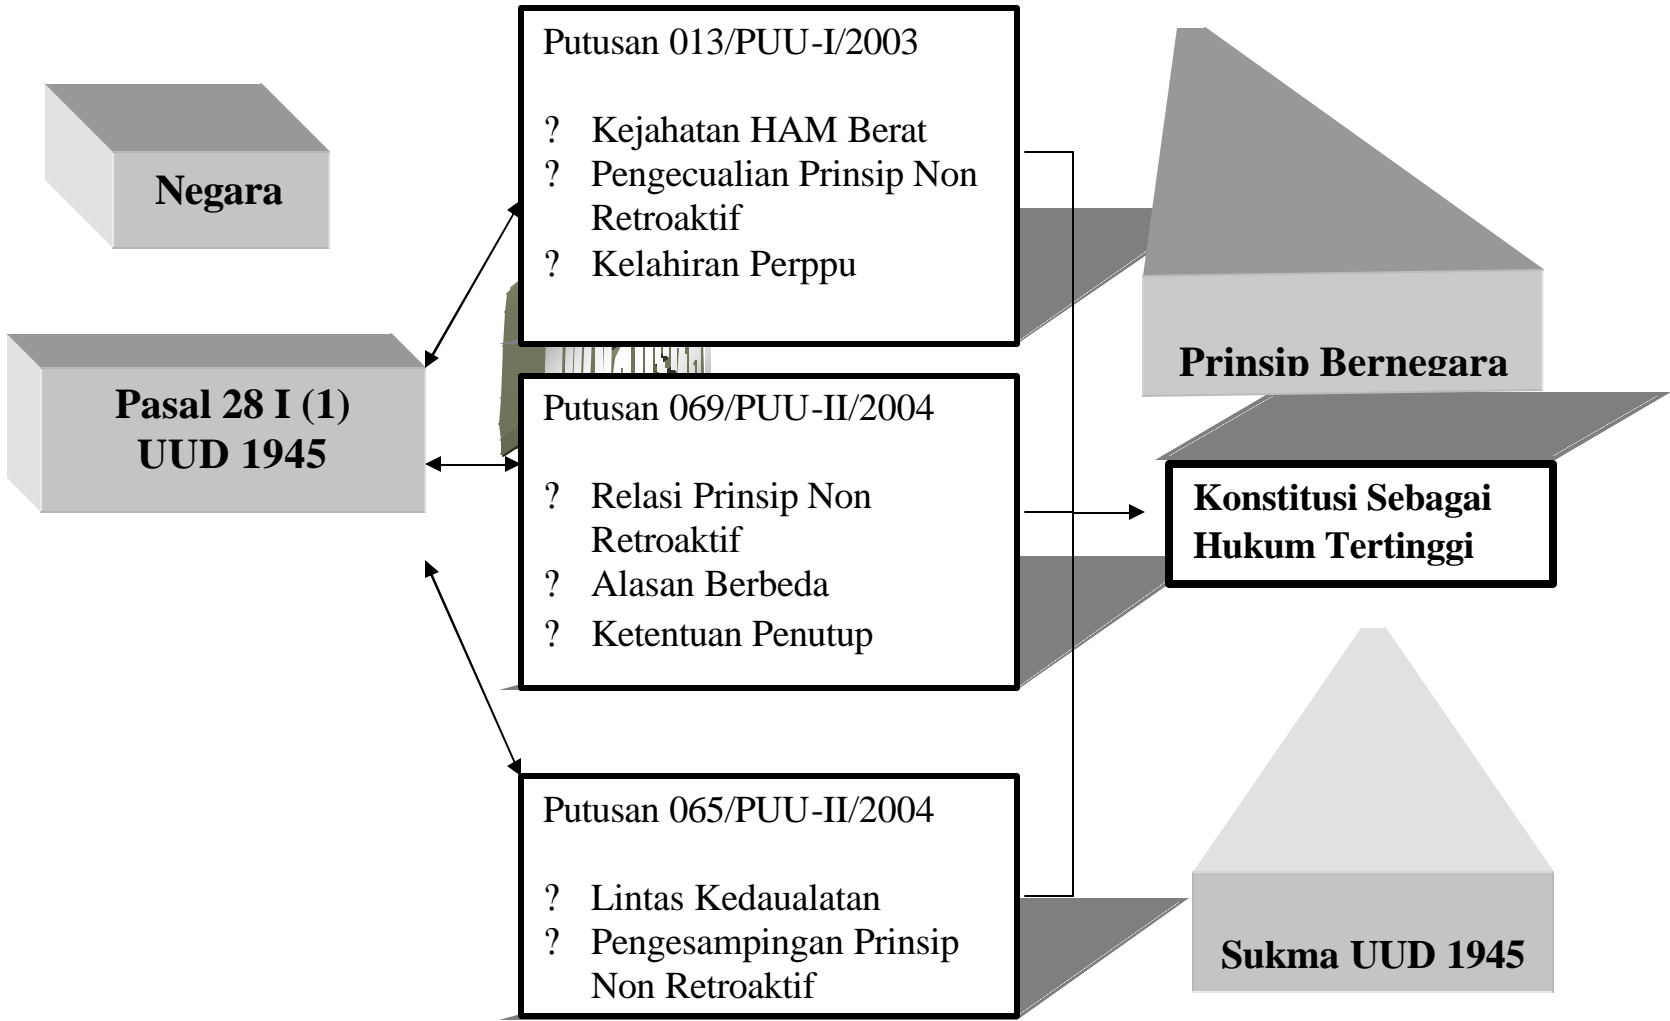 Negara
Pasal 28 I (1)
UUD 1945
Putusan 013/PUU-I/2003
? Kejahatan HAM Berat
? Pengecualian Prinsip Non
Retroaktif
? Kelahiran Perppu
Putusan 069/PUU-II/2004
? Relasi Prinsip Non
Retroaktif
? Alasan Berbeda
? Ketentuan Penutup
Putusan 065/PUU-II/2004
? Lintas Kedaualatan
? Pengesampingan Prinsip
Non Retroaktif
Prinsip Bernegara
Konstitusi Sebagai
Hukum Tertinggi
Sukma UUD 1945